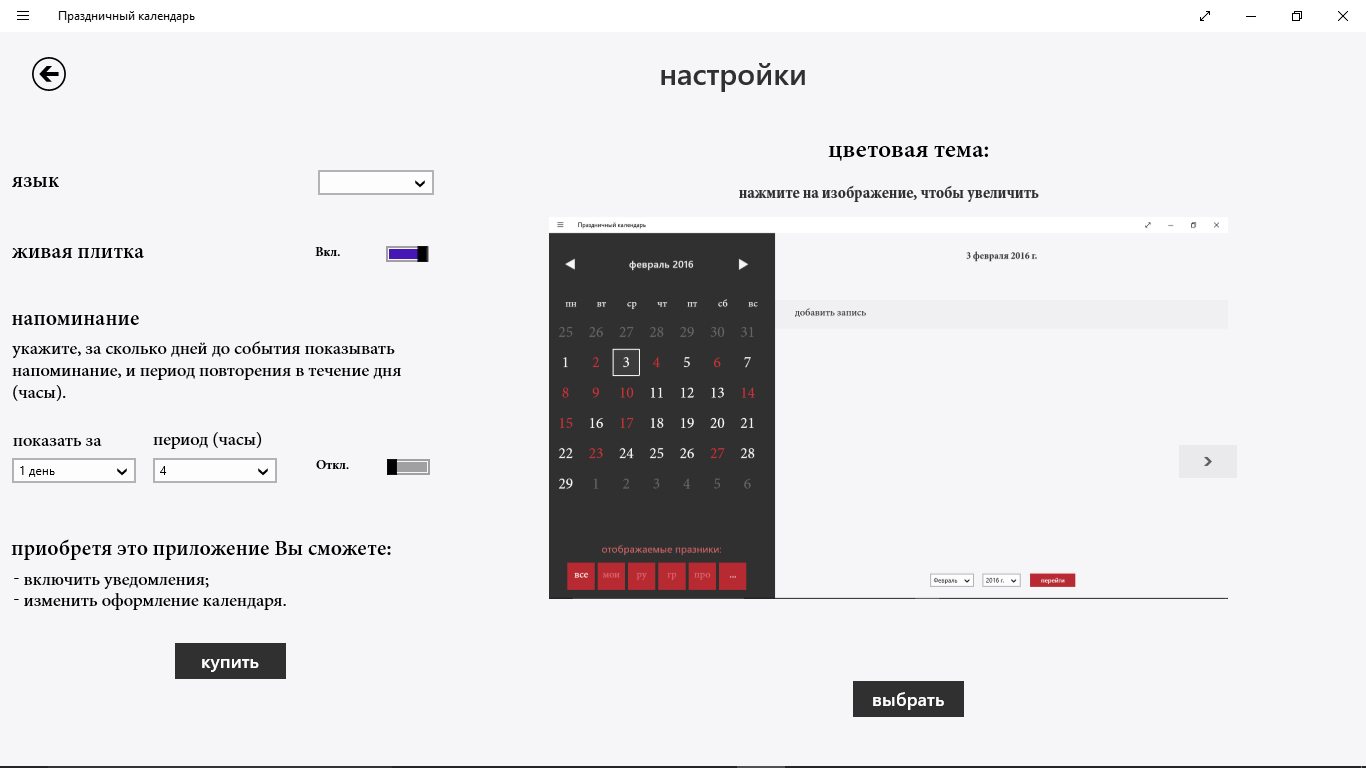 Праздничный календарь
настройки
язык
живая плитка
Вкл.
напоминание
укажите, за сколько дней до события показывать
напоминание, и период повторения в течение дня
(часы).
показать за
период (часы)
1 день
4
Откл.
приобретя это приложение Вы сможете:
- включить уведомления;
- изменить оформление календаря.
купить
цветовая тема:
нажмите на изображение, чтобы увеличить
Праздничный календарь
февраль 2016
пн вт ср чт пт сб вс
25 26 27 28 29 30 31
1 2 3 4 5 6 7
8 9 10 11 12 13 14
15 16 17 18 19 20 21
22 23 24 25 26 27 28
29 1 2 3 4 5 6
отображаемые празники:
все мои ру гр про ...
3 февраля 2016 г.
добавить запись
Февраль 2016 г. перейти
выбрать